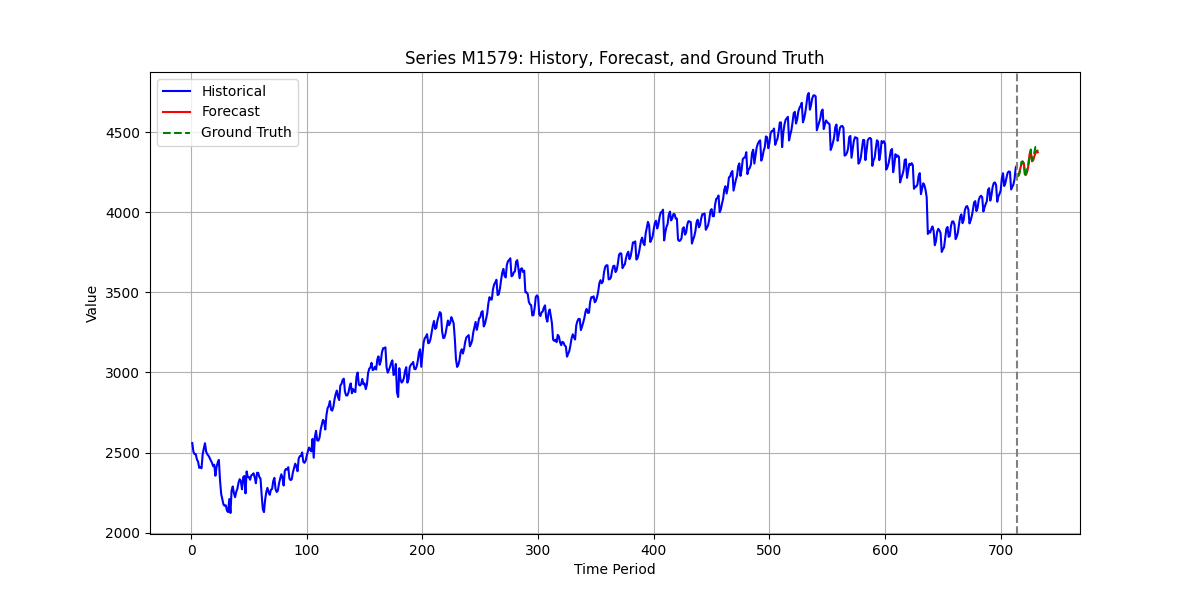 Series M1579: History, Forecast, and Ground Truth
Historical
Forecast
Ground Truth
Value
4500
4000
3500
3000
2500
2000
0 100 200 300 400 500 600 700
Time Period